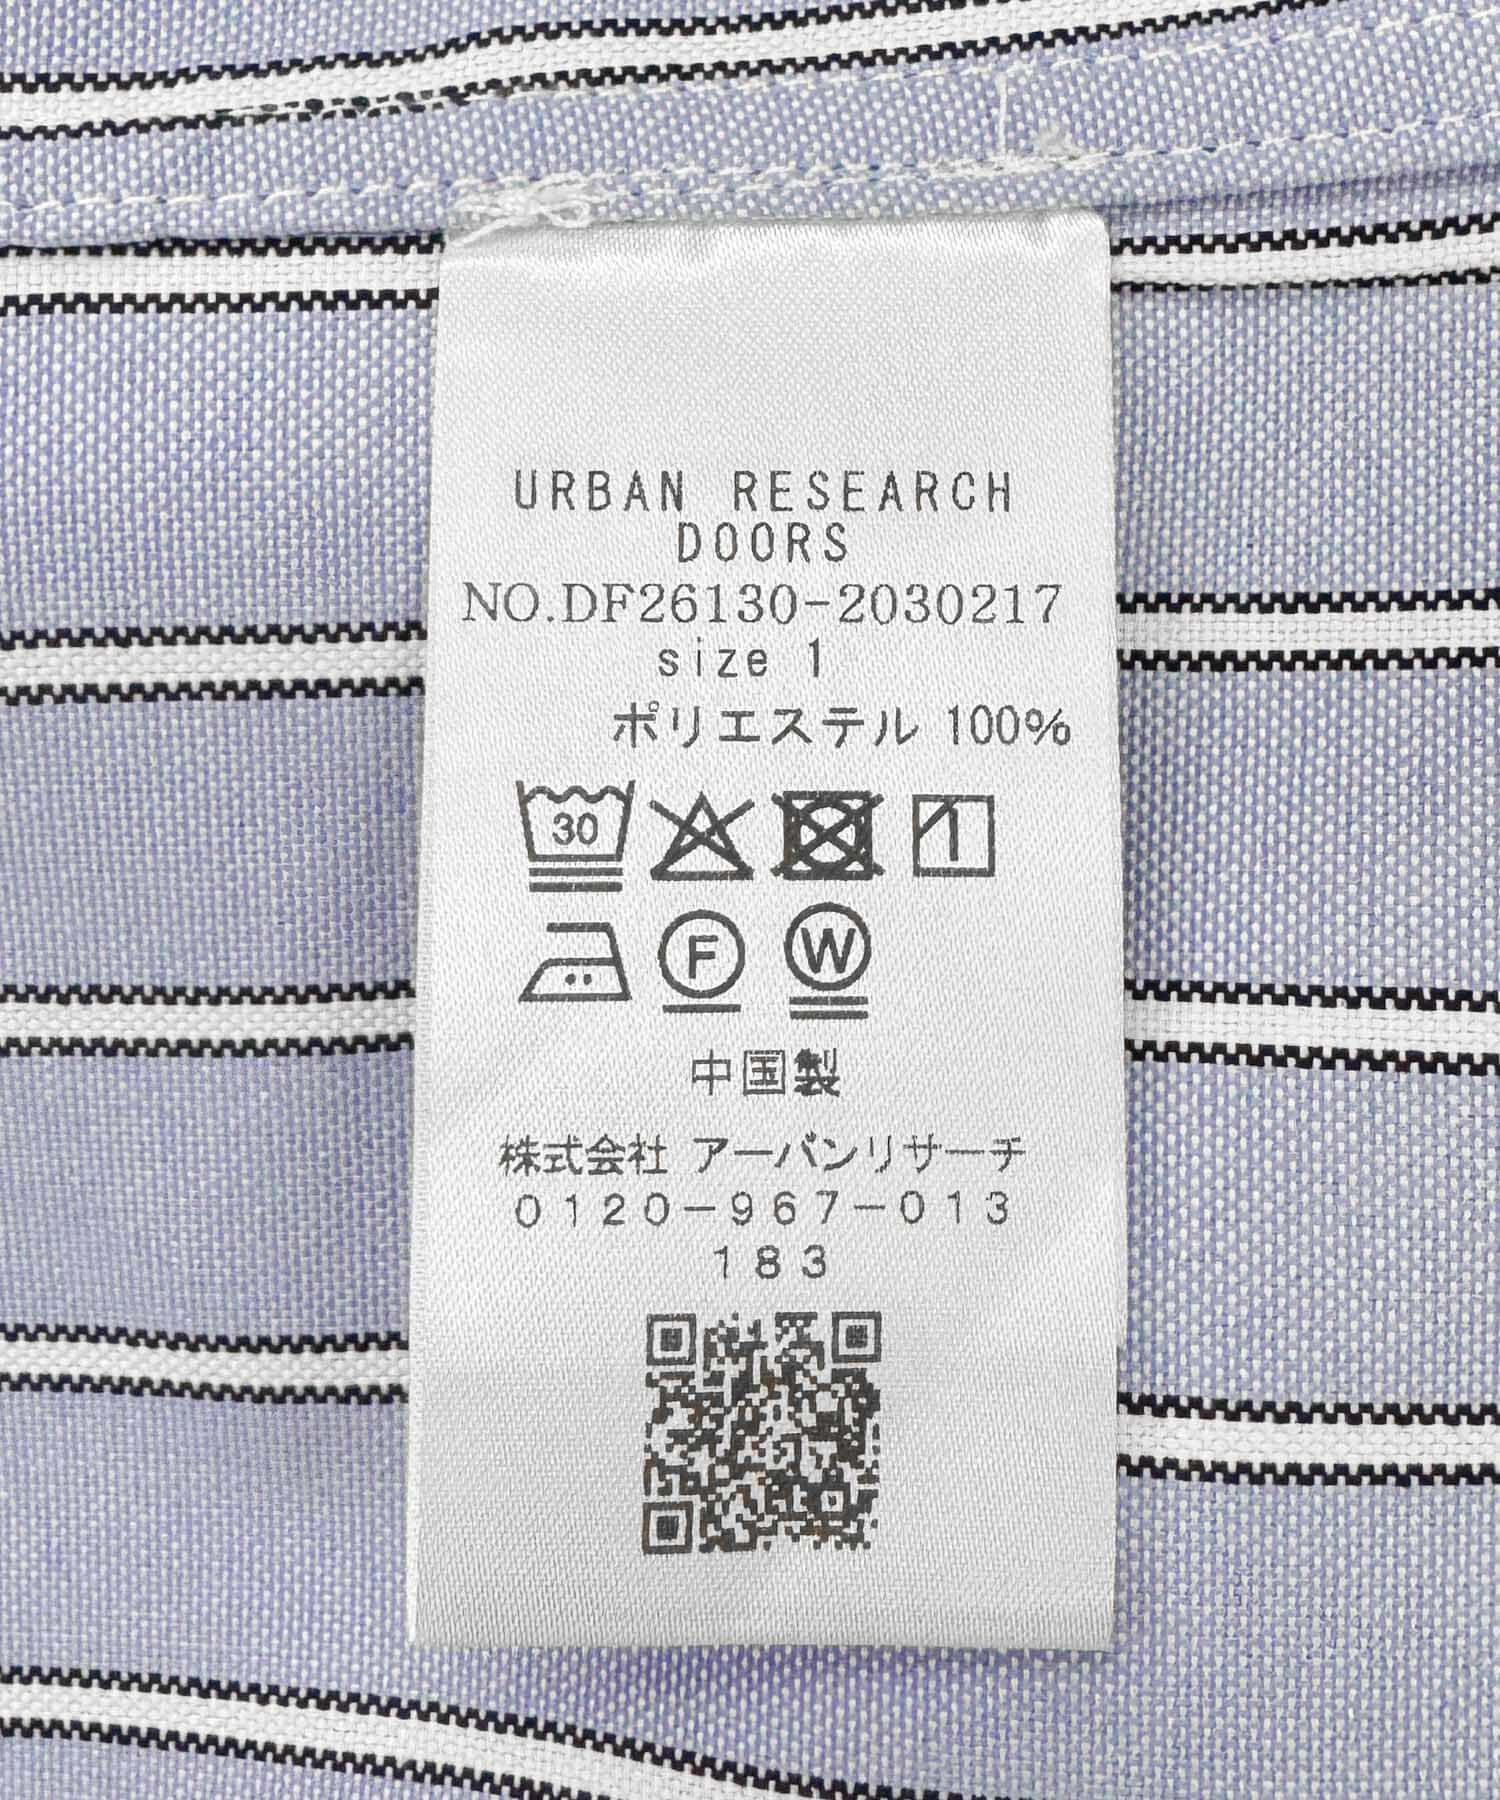 URBAN RESEARCH
DOORS
NO.DF26130-2030217
size 1
ポリエステル 100%
30
F W
中国製
株式会社 アーバンリサーチ
0120-967-013
183